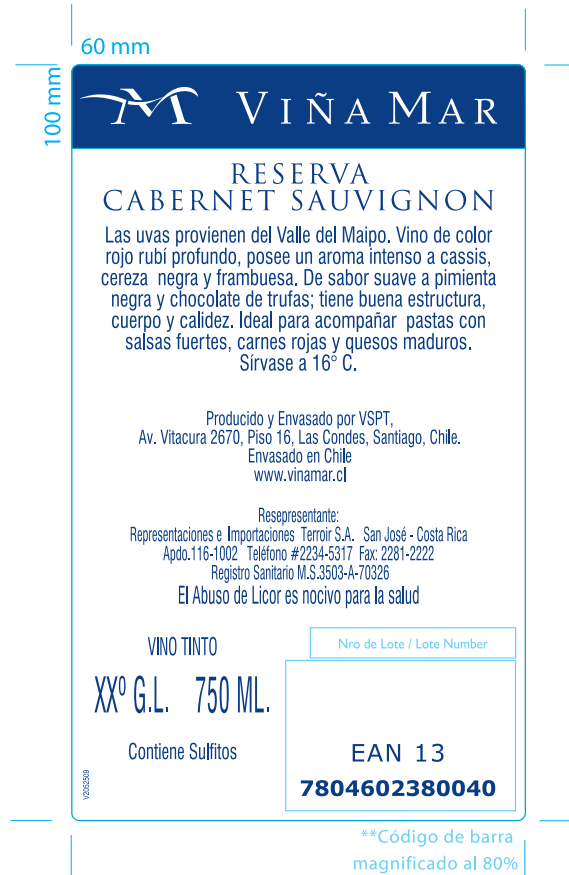 60 mm
100 mm
VIÑA MAR
RESERVA
CABERNET SAUVIGNON
Las uvas provienen del Valle del Maipo. Vino de color
rojo rubí profundo, posee un aroma intenso a cassis,
cereza negra y frambuesa. De sabor suave a pimienta
negra y chocolate de trufas; tiene buena estructura,
cuerpo y calidez. Ideal para acompañar pastas con
salsas fuertes, carnes rojas y quesos maduros.
Sírvase a 16° C.
Producido y Envasado por VSPT,
Av. Vitacura 2670, Piso 16, Las Condes, Santiago, Chile.
Envasado en Chile
www.vinamar.cl
Resepresentante:
Representaciones e Importaciones Terroir S.A. San José - Costa Rica
Apdo.116-1002 Teléfono #2234-5317 Fax: 2281-2222
Registro Sanitario M.S.3503-A-70326
El Abuso de Licor es nocivo para la salud
VINO TINTO
Nro de Lote / Lote Number
XXº G.L. 750 ML.
Contiene Sulfitos
EAN 13
7804602380040
V2052509
**Código de barra
magnificado al 80%